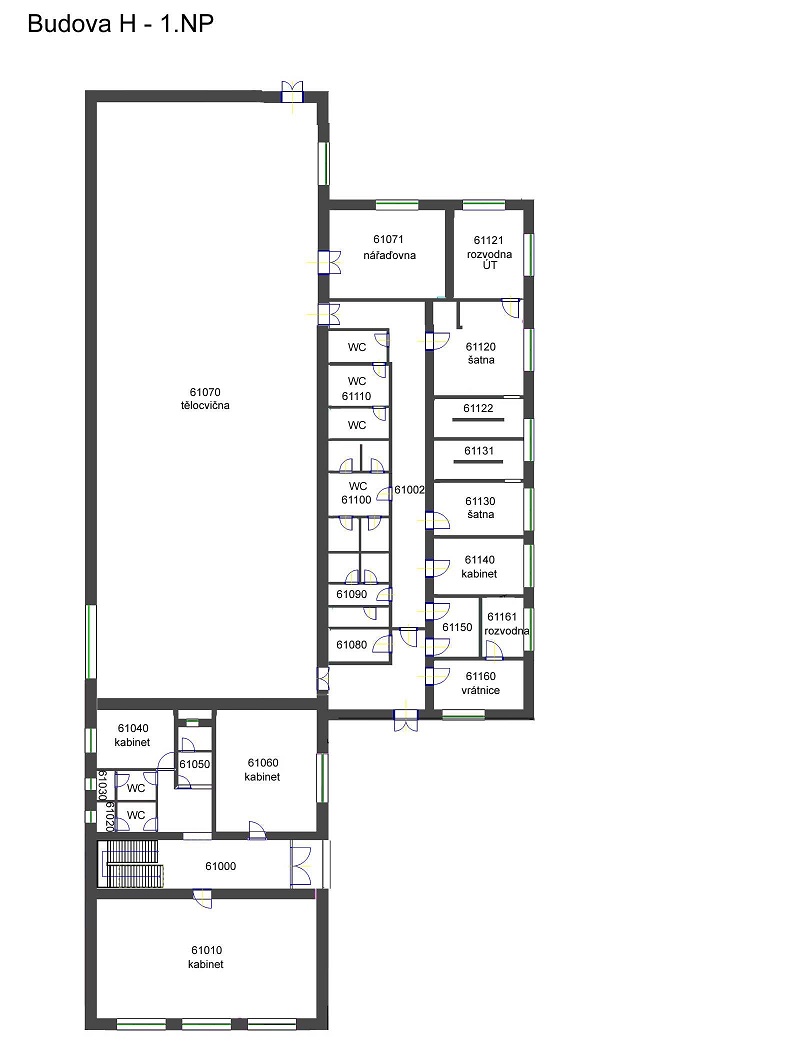 Budova H - 1.NP
61071
nářaďovna
61121
rozvodna
ÚT
WC
61120
šatna
WC
61110
61070
tělocvična
61122
WC
61131
WC
61100
61002
61130
šatna
61140
kabinet
61090
61150
61161
rozvodna
61080
61160
vrátnice
61040
kabinet
61050
61060
kabinet
61030
WC
61020
WC
61000
61010
kabinet